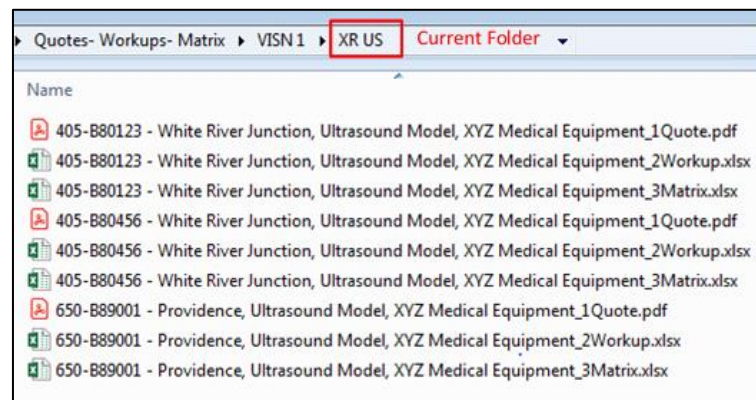 Quotes- Workups- Matrix ▸ VISN 1 ▸ XR US Current Folder
Name
405-B80123 - White River Junction, Ultrasound Model, XYZ Medical Equipment_1Quote.pdf
405-B80123 - White River Junction, Ultrasound Model, XYZ Medical Equipment_2Workup.xlsx
405-B80123 - White River Junction, Ultrasound Model, XYZ Medical Equipment_3Matrix.xlsx
405-B80456 - White River Junction, Ultrasound Model, XYZ Medical Equipment_1Quote.pdf
405-B80456 - White River Junction, Ultrasound Model, XYZ Medical Equipment_2Workup.xlsx
405-B80456 - White River Junction, Ultrasound Model, XYZ Medical Equipment_3Matrix.xlsx
650-B89001 - Providence, Ultrasound Model, XYZ Medical Equipment_1Quote.pdf
650-B89001 - Providence, Ultrasound Model, XYZ Medical Equipment_2Workup.xlsx
650-B89001 - Providence, Ultrasound Model, XYZ Medical Equipment_3Matrix.xlsx